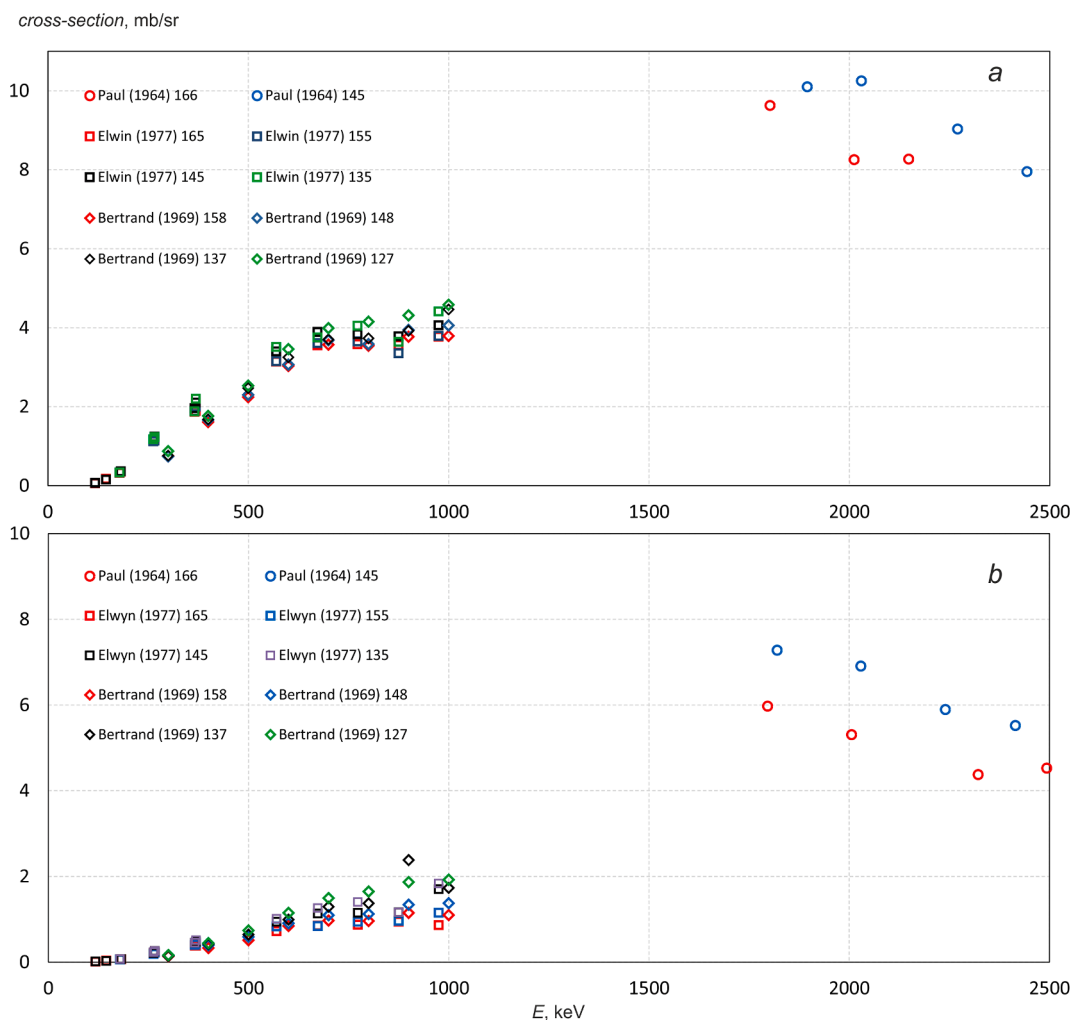 cross-section, mb/sr
a
10
8
6
4
2
0
Paul (1964) 166 Paul (1964) 145
Elwin (1977) 165 Elwin (1977) 155
Elwin (1977) 145 Elwin (1977) 135
Bertrand (1969) 158 Bertrand (1969) 148
Bertrand (1969) 137 Bertrand (1969) 127
0 500 1000 1500 2000 2500
b
10
8
6
4
2
0
Paul (1964) 166 Paul (1964) 145
Elwyn (1977) 165 Elwyn (1977) 155
Elwyn (1977) 145 Elwyn (1977) 135
Bertrand (1969) 158 Bertrand (1969) 148
Bertrand (1969) 137 Bertrand (1969) 127
0 500 1000 1500 2000 2500
E, keV